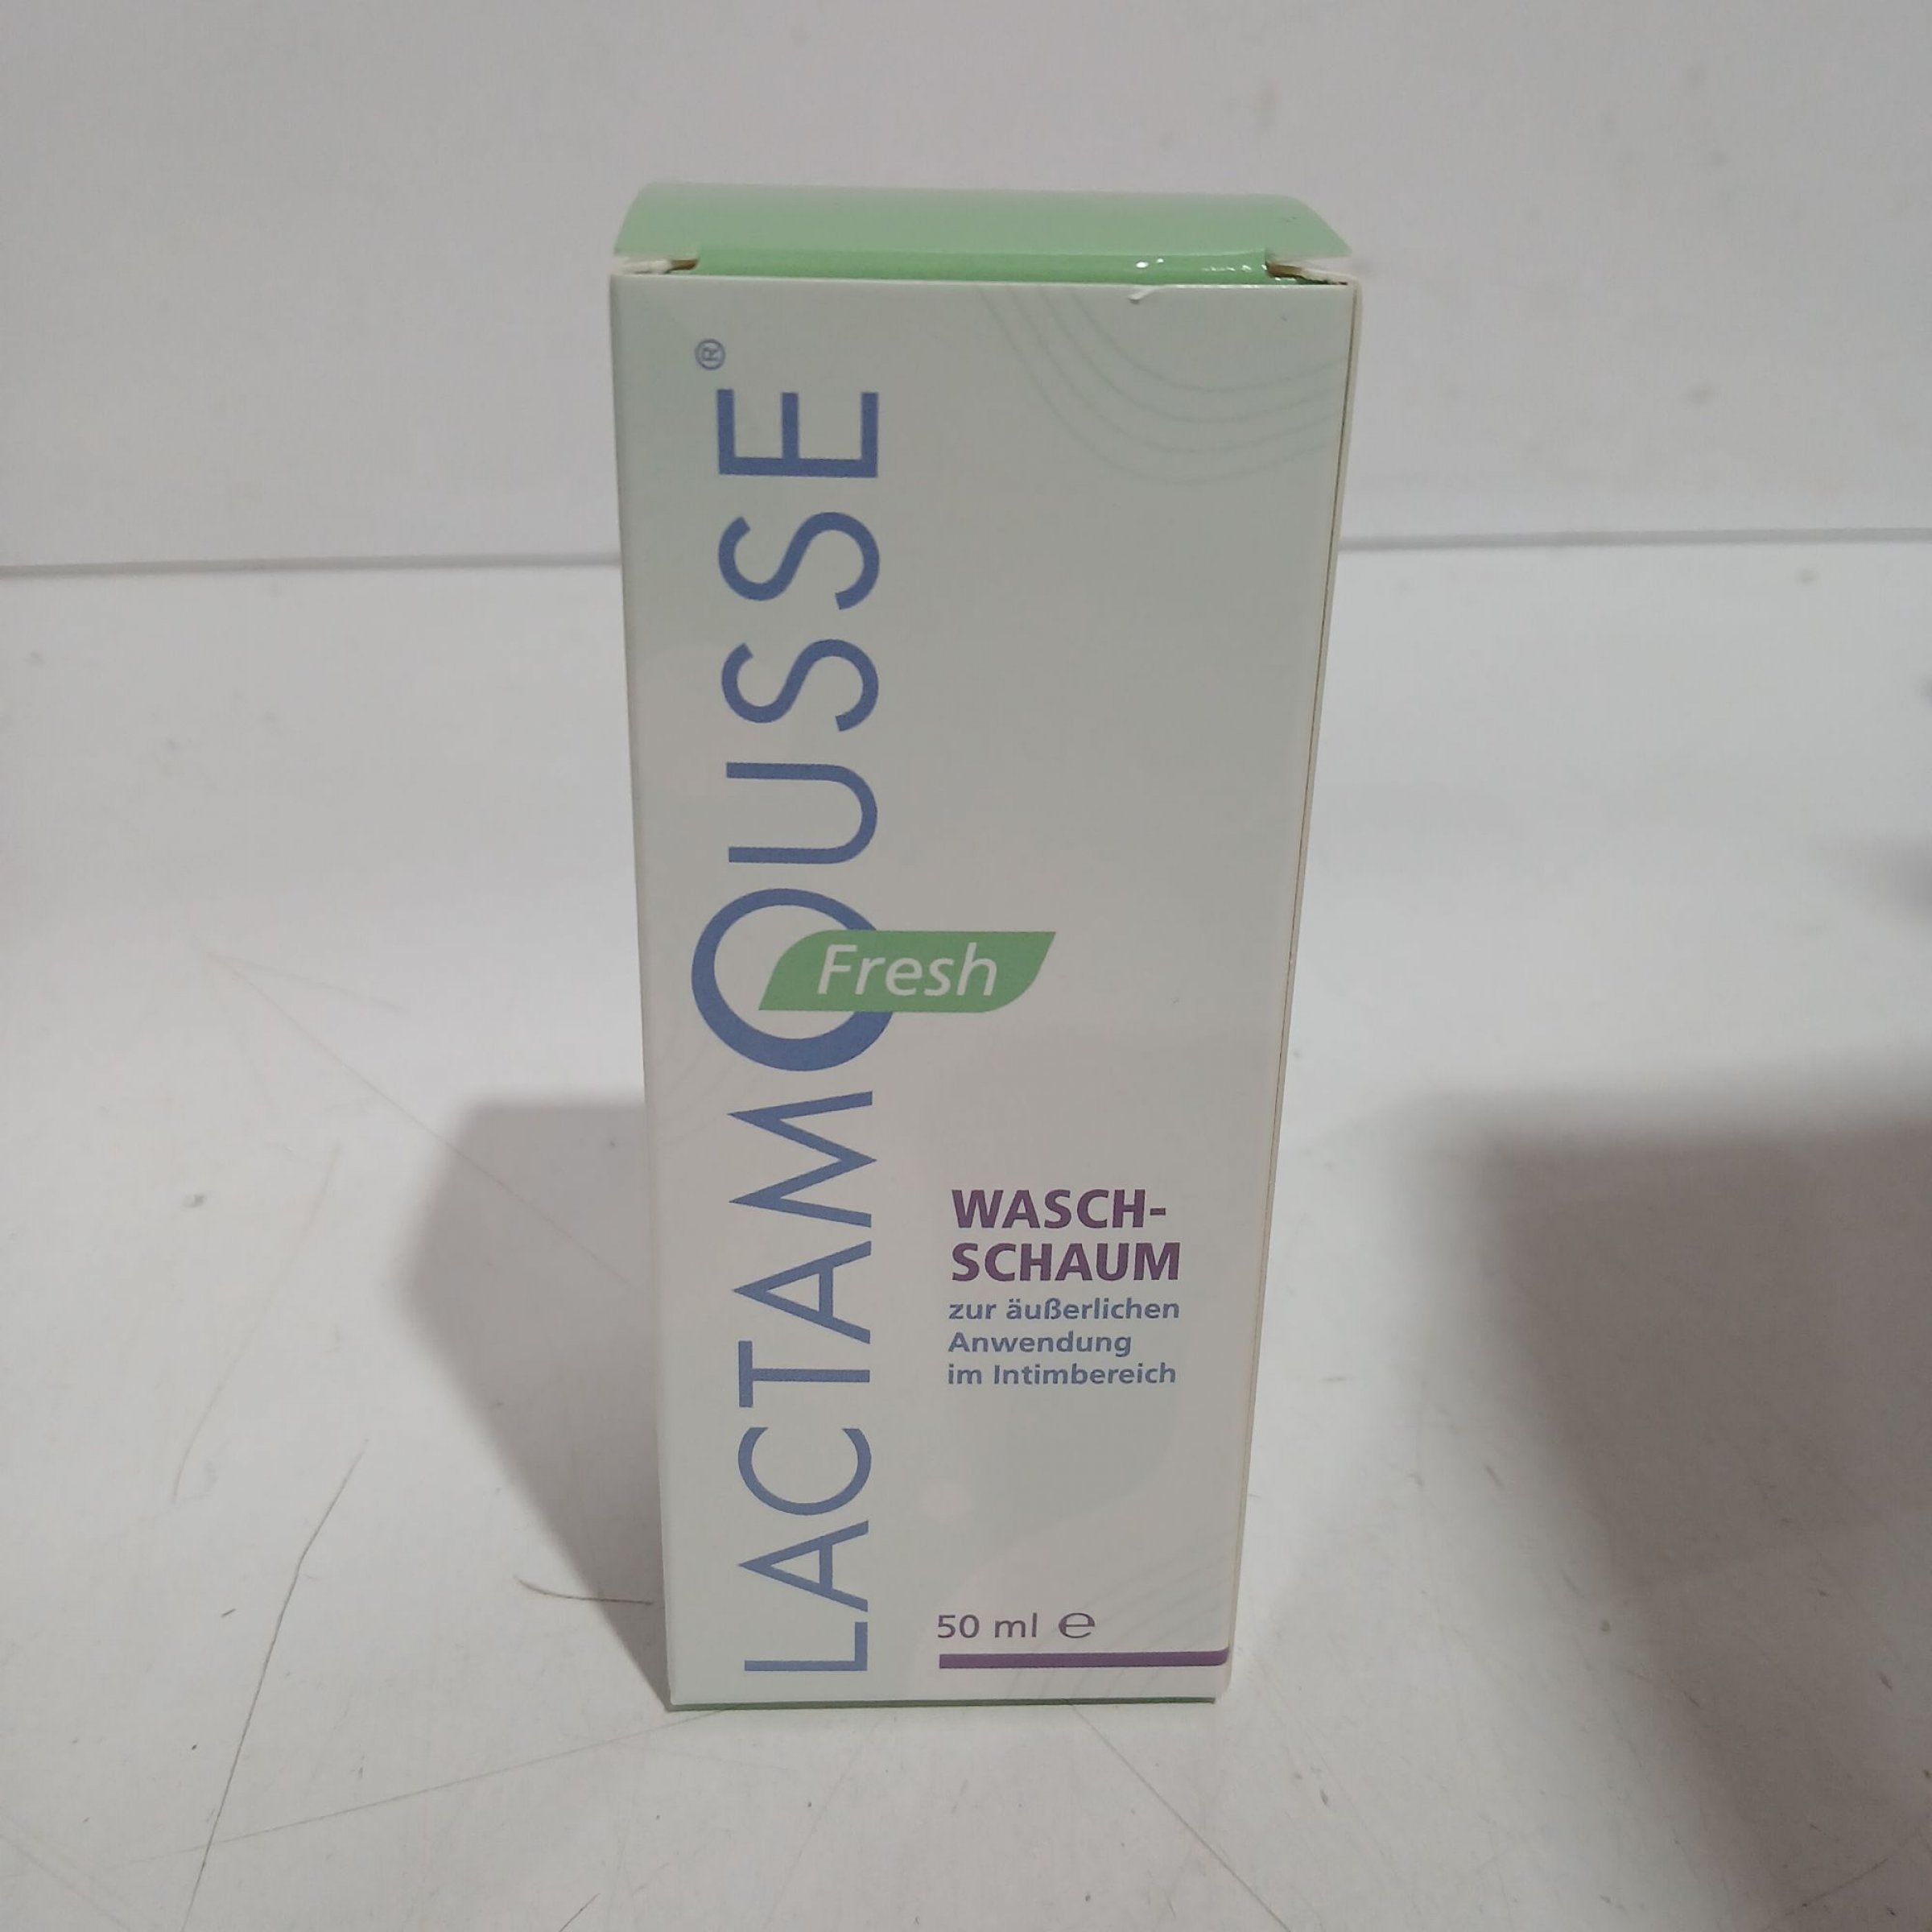 LACTAMOUSSE®
Fresh
WASCH-
SCHAUM
zur äußerlichen
Anwendung
im Intimbereich
50 ml ℮